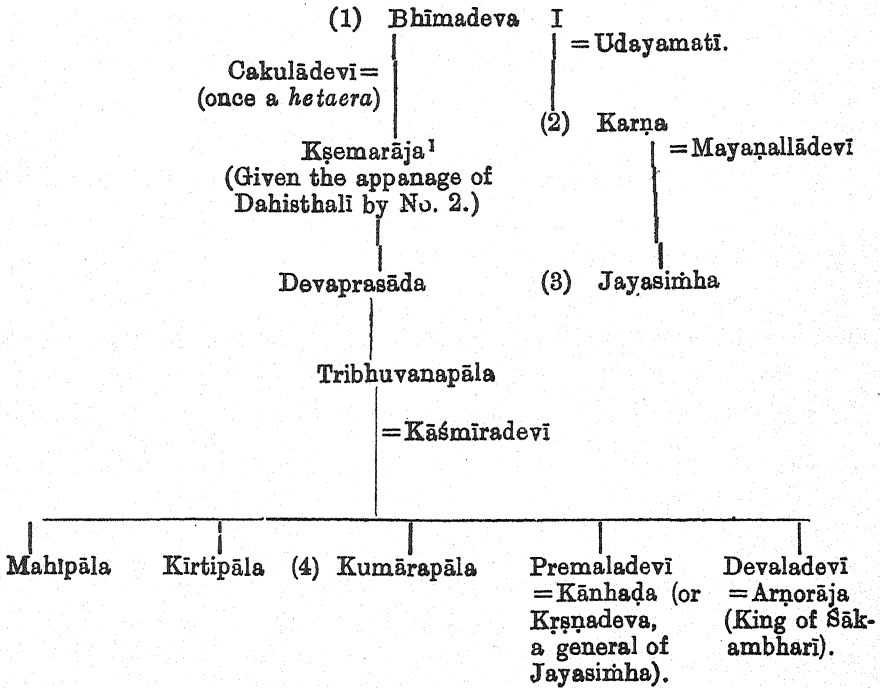 (1) Bhīmadeva I
= Udayamatī.
Cakulādevī=
(once a hetaera)
(2) Karṇa
Kṣemarāja¹
=Mayaṇallādevī
(Given the appanage of
Dahisthalī by No. 2.)
Devaprasāda
(3) Jayasiṁha
Tribhuvanapāla
=Kāśmīradevī
Mahīpāla Kīrtipāla (4) Kumārapāla Premaladevī Devaladevī
=Kānhaḍa (or =Arṇorāja
Kṛṣṇadeva, (King of Śāk-
a general of ambharī).
Jayasiṁha).